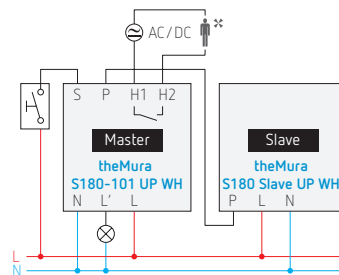 AC/DC
S P H1 H2
Master
theMura
S180-101 UP WH
N L’ L
Slave
theMura
S180 Slave UP WH
P L N
L
N